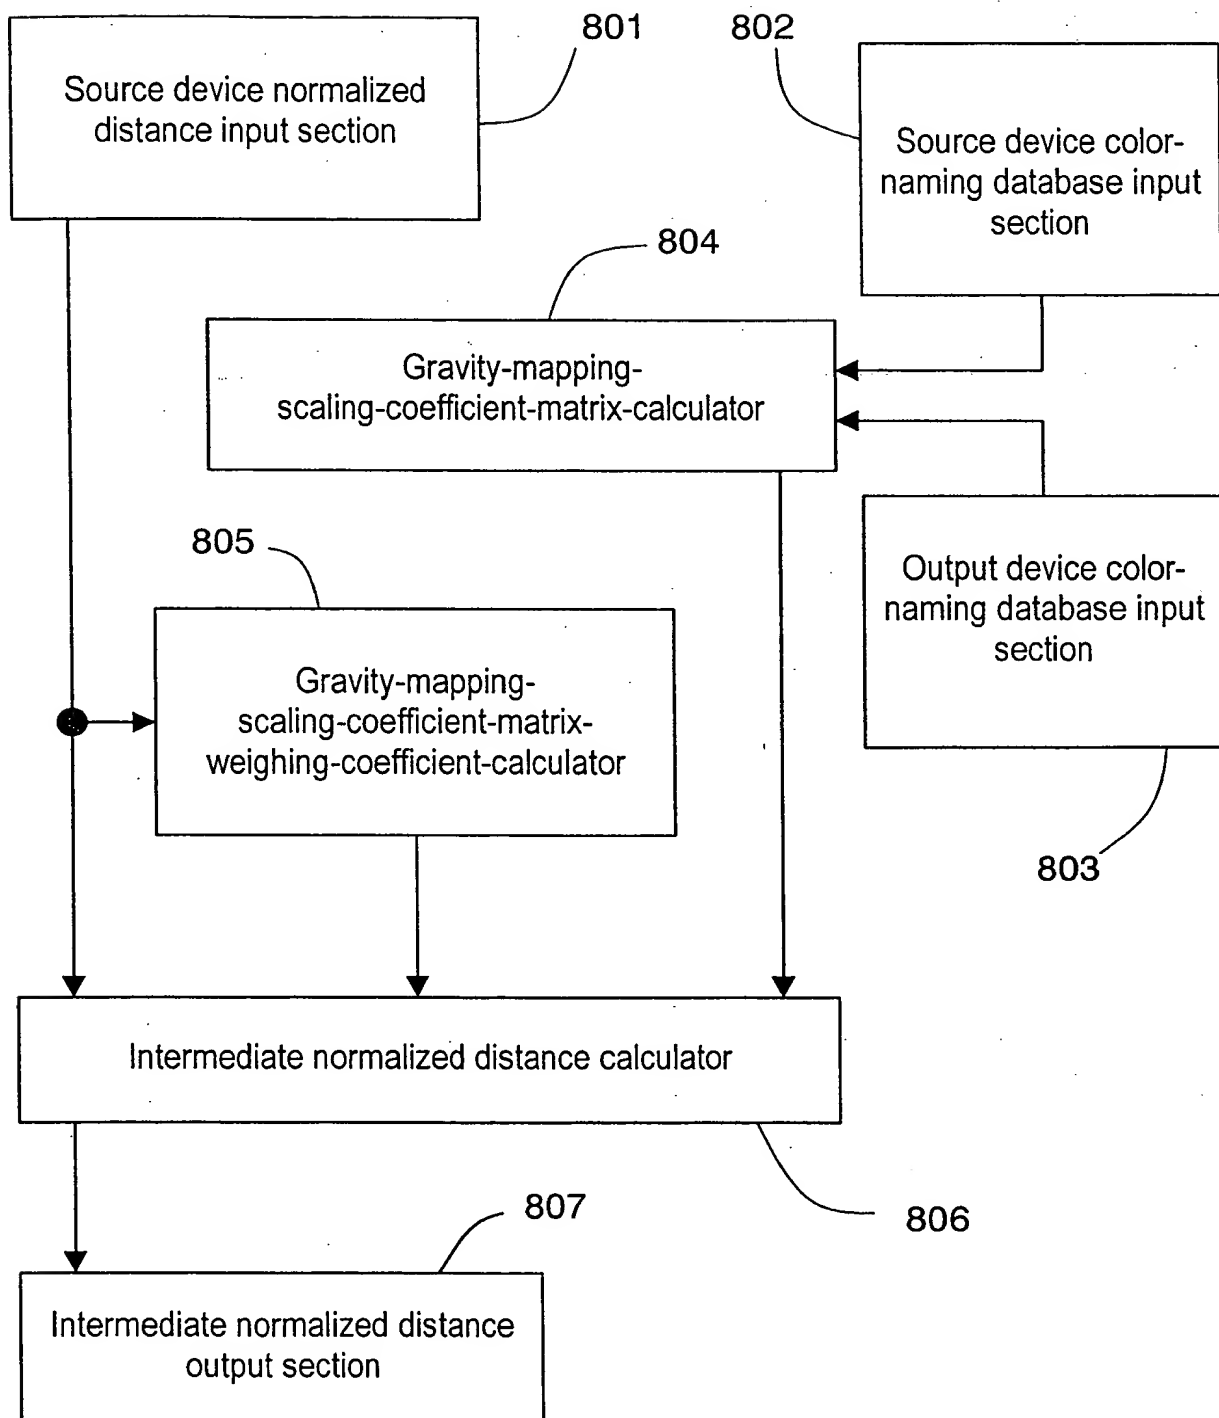 801
802
Source device normalized
distance input section
Source device color-
naming database input
section
804
Gravity-mapping-
scaling-coefficient-matrix-calculator
805
Output device color-
naming database input
section
Gravity-mapping-
scaling-coefficient-matrix-
weighing-coefficient-calculator
803
Intermediate normalized distance calculator
807
806
Intermediate normalized distance
output section